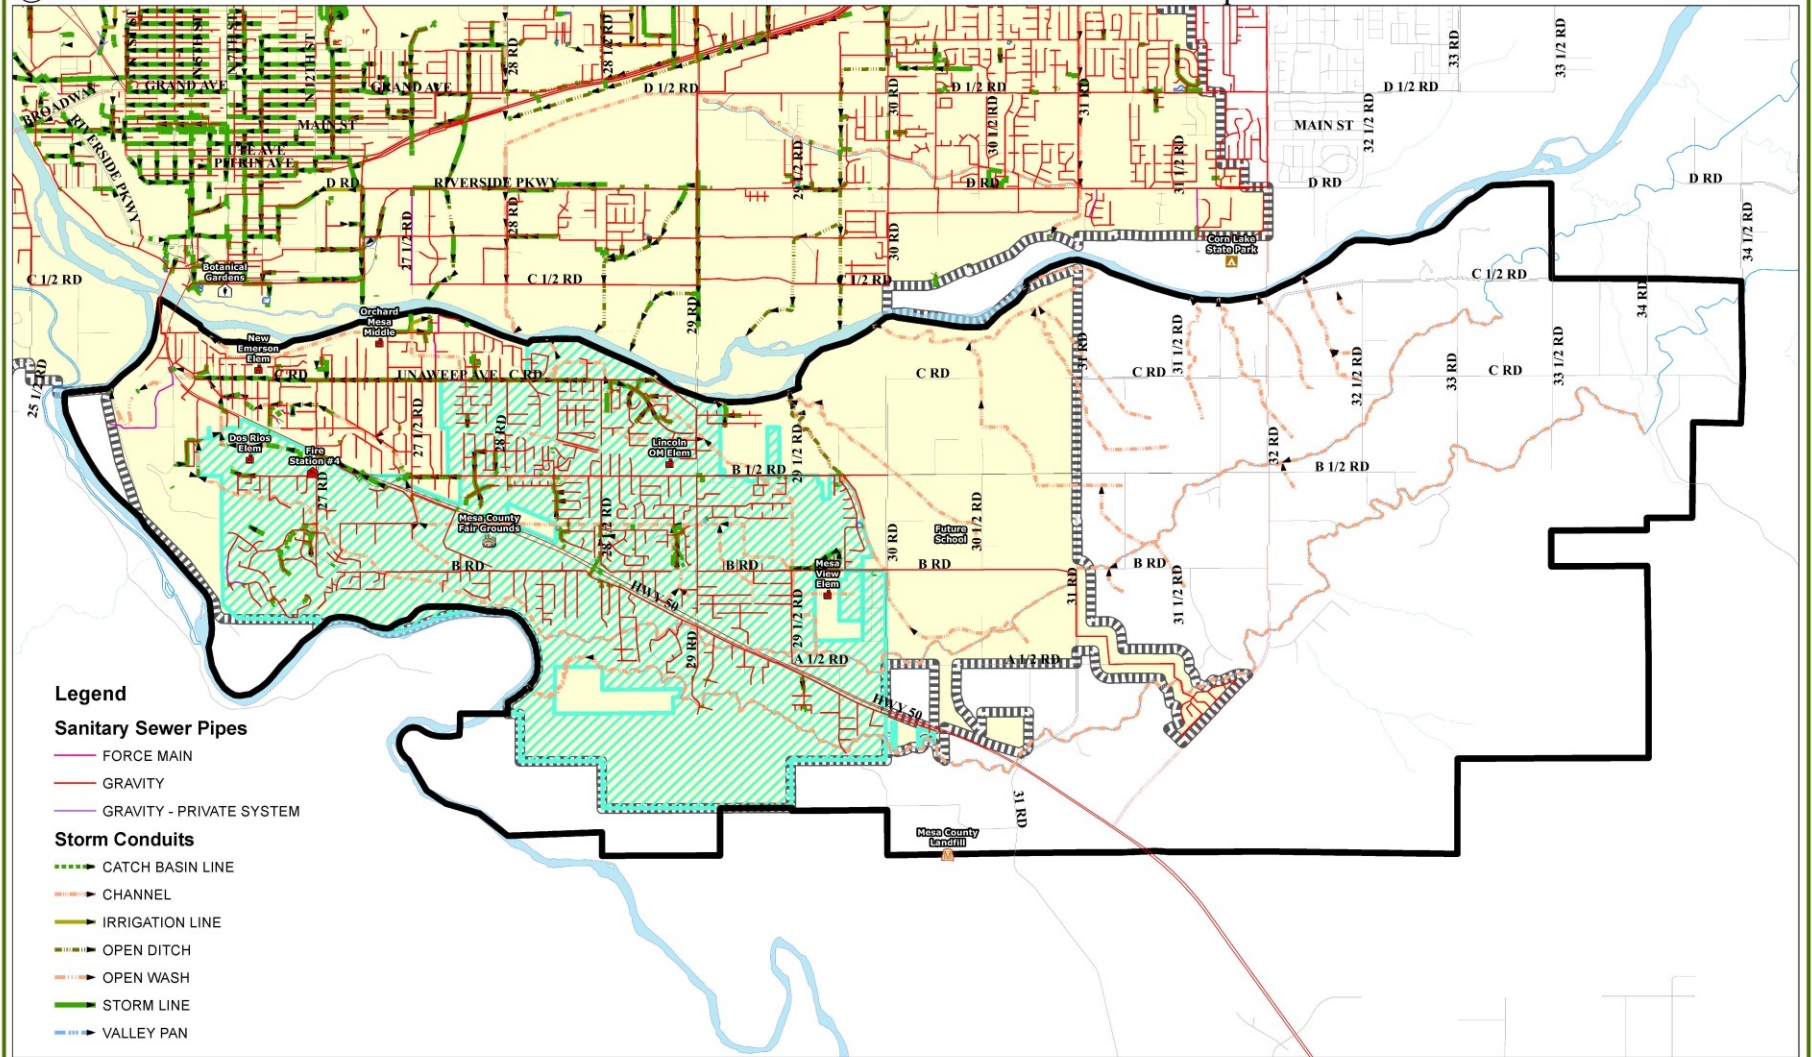 28 RD
28 1/2 RD
33 RD
33 1/2 RD
N 5TH ST
N 7TH ST
N 12TH ST
GRAND AVE
GRAND AVE
D 1/2 RD
30 RD
D 1/2 RD
31 RD
D 1/2 RD
BROADWAY
RIVERSIDE PKWY
MAIN ST
30 1/2 RD
MAIN ST
32 1/2 RD
UTE AVE
PITKIN AVE
29 1/2 RD
31 1/2 RD
D RD
RIVERSIDE PKWY
D RD
D RD
D RD
27 1/2 RD
28 RD
30 RD
34 1/2 RD
Corn Lake
State Park
Botanical
Gardens
C 1/2 RD
C 1/2 RD
C 1/2 RD
C 1/2 RD
34 RD
29 RD
Orchard
Mesa
Middle
New
Emerson
Elem
31 RD
31 1/2 RD
32 1/2 RD
33 RD
33 1/2 RD
25 1/2 RD
C RD
UNAWEEP AVE
C RD
C RD
C RD
C RD
27 1/2 RD
28 RD
29 1/2 RD
32 RD
Dos Rios
Elem
Fire
Station #4
Lincoln
OM Elem
B 1/2 RD
B 1/2 RD
27 RD
Mesa County
Fair Grounds
28 1/2 RD
30 RD
Future
School
30 1/2 RD
B RD
B RD
Mesa
View
Elem
B RD
B RD
HWY 50
29 1/2 RD
31 RD
31 1/2 RD
29 RD
A 1/2 RD
A 1/2 RD
HWY 50
31 RD
Mesa County
Landfill
Legend
Sanitary Sewer Pipes
FORCE MAIN
GRAVITY
GRAVITY - PRIVATE SYSTEM
Storm Conduits
CATCH BASIN LINE
CHANNEL
IRRIGATION LINE
OPEN DITCH
OPEN WASH
STORM LINE
VALLEY PAN